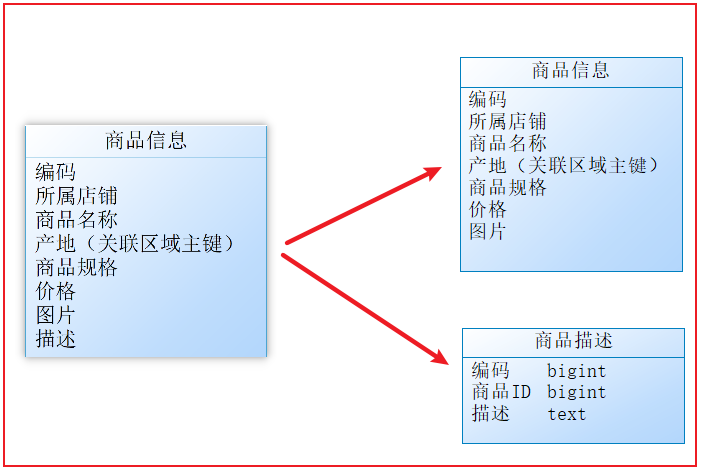 商品信息
编码
所属店铺
商品名称
产地（关联区域主键）
商品规格
价格
图片
描述
商品信息
编码
所属店铺
商品名称
产地（关联区域主键）
商品规格
价格
图片
商品描述
编码 bigint
商品ID bigint
描述 text